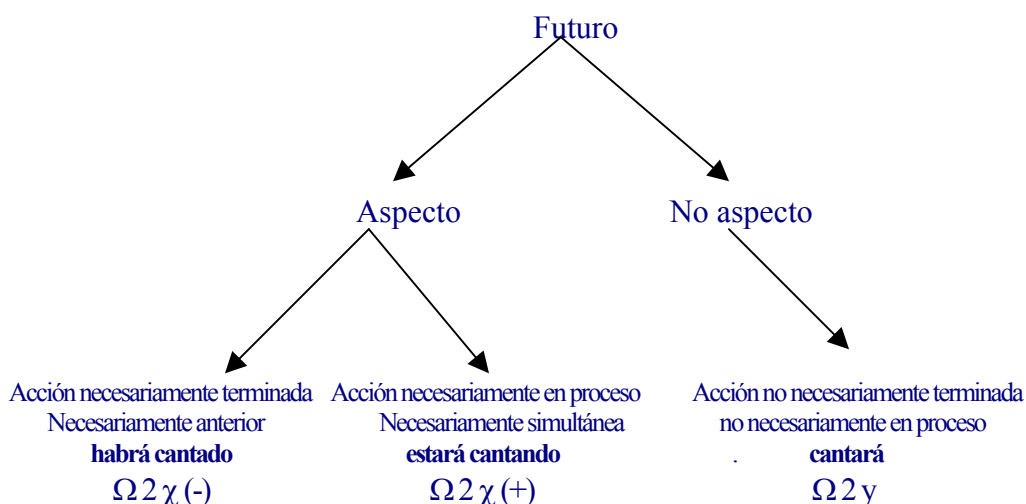 Futuro
Aspecto
No aspecto
Acción necesariamente terminada
Necesariamente anterior
habrá cantado
Ω 2 χ (-)
Acción necesariamente en proceso
Necesariamente simultánea
estará cantando
Ω 2 χ (+)
Acción no necesariamente terminada
no necesariamente en proceso
. cantará
Ω 2 y